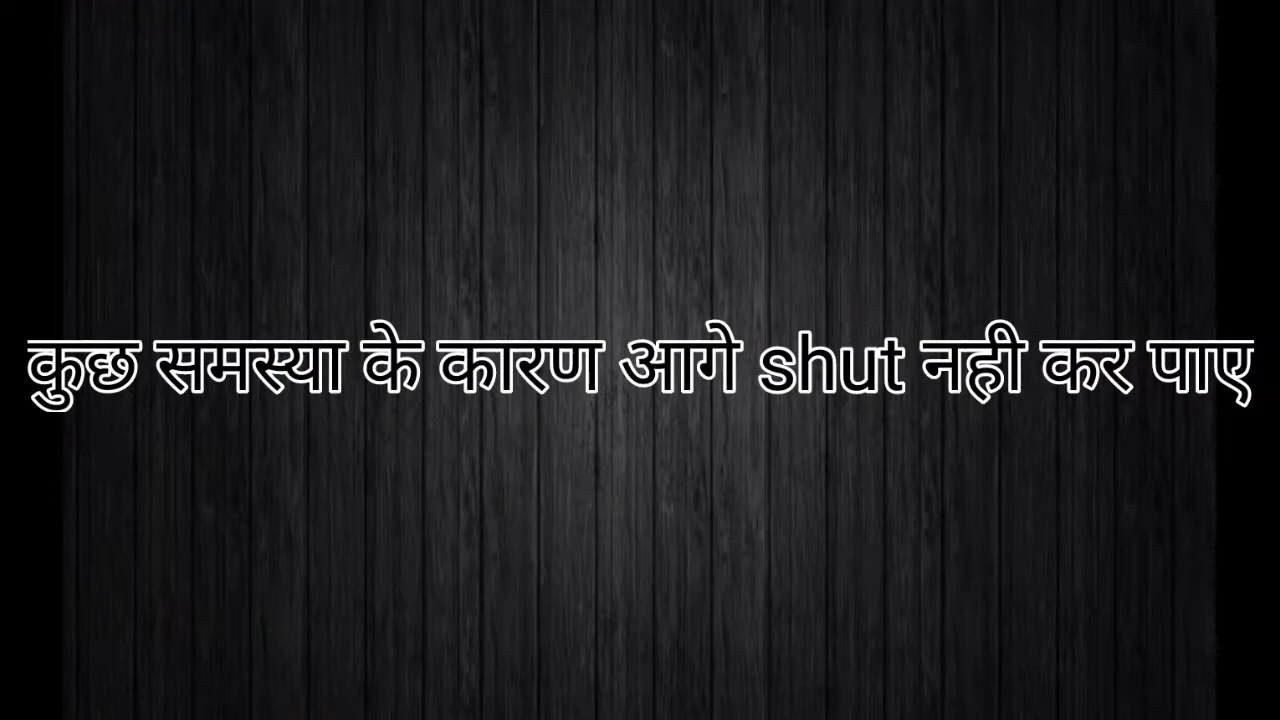 कुछ समस्या के कारण आगे shut नही कर पाए